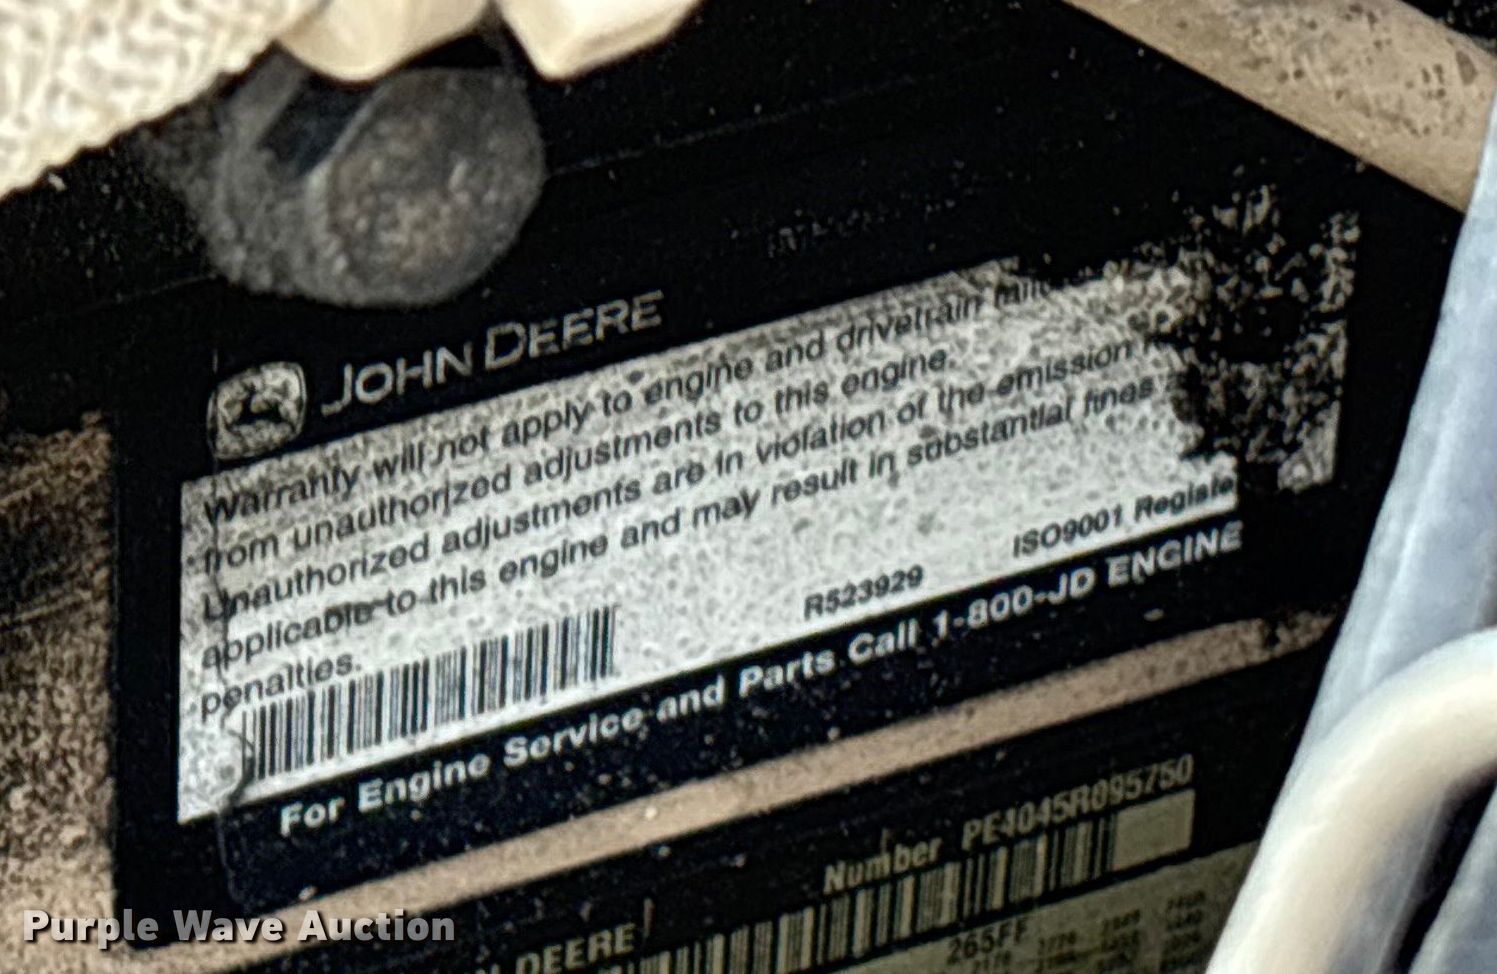 JOHN DEERE
Warranty will not apply to engine and drivetrain
from unauthorized adjustments to this engine.
Unauthorized adjustments are in violation of the emission
applicable to this engine and may result in substantial fines
penalties.
R523929
ISO9001 Registe
For Engine Service and Parts Call 1-800-JD ENGINE
Number PE4045R095750
DEERE
265FF
Purple Wave Auction